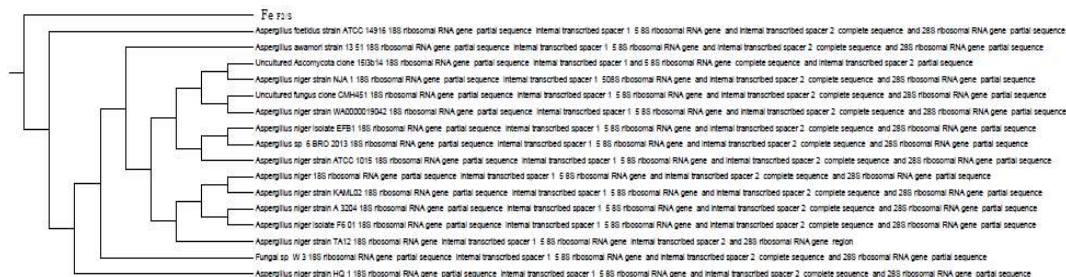 Fe F2/S
Aspergillus foetidus strain ATCC 14916 18S ribosomal RNA gene partial sequence internal transcribed spacer 1 5 8S ribosomal RNA gene and internal transcribed spacer 2 complete sequence and 28S ribosomal RNA gene partial sequence
Aspergillus awamori strain 13 51 18S ribosomal RNA gene partial sequence internal transcribed spacer 1 5 8S ribosomal RNA gene and internal transcribed spacer 2 complete sequence and 28S ribosomal RNA gene partial sequence
Uncultured Ascomycota clone 15l3b14 18S ribosomal RNA gene partial sequence internal transcribed spacer 1 and 5 8S ribosomal RNA gene complete sequence and internal transcribed spacer 2 partial sequence
Aspergillus niger strain NJA 1 18S ribosomal RNA gene partial sequence internal transcribed spacer 1 508S ribosomal RNA gene and internal transcribed spacer 2 complete sequence and 28S ribosomal RNA gene partial sequence
Uncultured fungus clone CMH451 18S ribosomal RNA gene partial sequence internal transcribed spacer 1 5 8S ribosomal RNA gene and internal transcribed spacer 2 complete sequence and 28S ribosomal RNA gene partial sequence
Aspergillus niger strain WA0000019042 18S ribosomal RNA gene partial sequence internal transcribed spacer 1 5 8S ribosomal RNA gene and internal transcribed spacer 2 complete sequence and 28S ribosomal RNA gene partial sequence
Aspergillus niger isolate EFB1 18S ribosomal RNA gene partial sequence internal transcribed spacer 1 5 8S ribosomal RNA gene and internal transcribed spacer 2 complete sequence and 28S ribosomal RNA gene partial sequence
Aspergillus sp 6 BRO 2013 18S ribosomal RNA gene partial sequence internal transcribed spacer 1 5 8S ribosomal RNA gene and internal transcribed spacer 2 complete sequence and 28S ribosomal RNA gene partial sequence
Aspergillus niger strain ATCC 1015 18S ribosomal RNA gene partial sequence internal transcribed spacer 1 5 8S ribosomal RNA gene and internal transcribed spacer 2 complete sequence and 28S ribosomal RNA gene partial sequence
Aspergillus niger 18S ribosomal RNA gene partial sequence internal transcribed spacer 1 5 8S ribosomal RNA gene and internal transcribed spacer 2 complete sequence and 28S ribosomal RNA gene partial sequence
Aspergillus niger strain KAML02 18S ribosomal RNA gene partial sequence internal transcribed spacer 1 5 8S ribosomal RNA gene and internal transcribed spacer 2 complete sequence and 28S ribosomal RNA gene partial sequence
Aspergillus niger strain A 3204 18S ribosomal RNA gene partial sequence internal transcribed spacer 1 5 8S ribosomal RNA gene and internal transcribed spacer 2 complete sequence and 28S ribosomal RNA gene partial sequence
Aspergillus niger isolate F6 01 18S ribosomal RNA gene partial sequence internal transcribed spacer 1 5 8S ribosomal RNA gene and internal transcribed spacer 2 complete sequence and 28S ribosomal RNA gene partial sequence
Aspergillus niger strain TA12 18S ribosomal RNA gene internal transcribed spacer 1 5 8S ribosomal RNA gene internal transcribed spacer 2 and 28S ribosomal RNA gene region
Fungal sp W 3 18S ribosomal RNA gene partial sequence internal transcribed spacer 1 5 8S ribosomal RNA gene and internal transcribed spacer 2 complete sequence and 28S ribosomal RNA gene partial sequence
Aspergillus niger strain HQ 1 18S ribosomal RNA gene partial sequence internal transcribed spacer 1 5 8S ribosomal RNA gene and internal transcribed spacer 2 complete sequence and 28S ribosomal RNA gene partial sequence